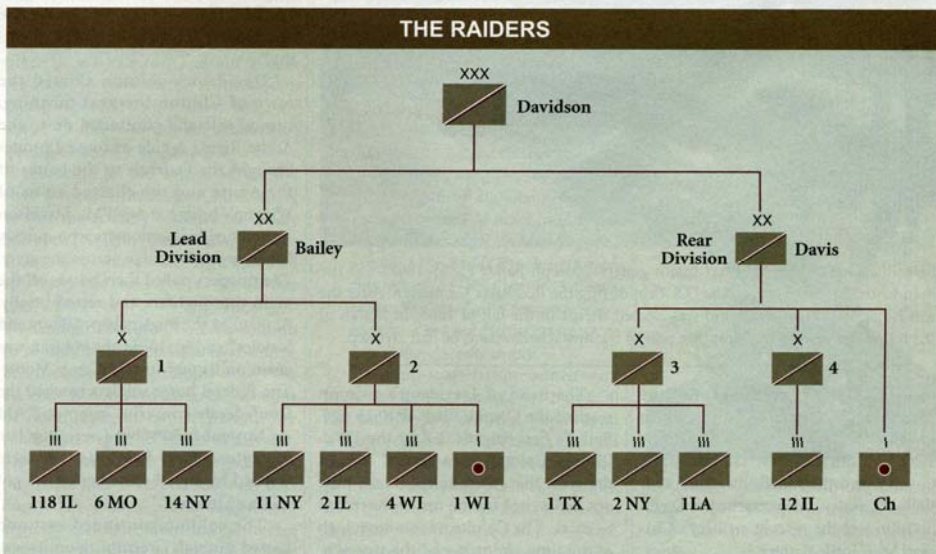 THE RAIDERS
XXX
Davidson
XX
XX
Lead
Division
Bailey
Rear
Division
Davis
X
1
X
2
X
3
X
4
III III III III III III III III III III I
118 IL 6 MO 14 NY 11 NY 2 IL 4 WI 1 WI 1 TX 2 NY 1 LA 12 IL Ch